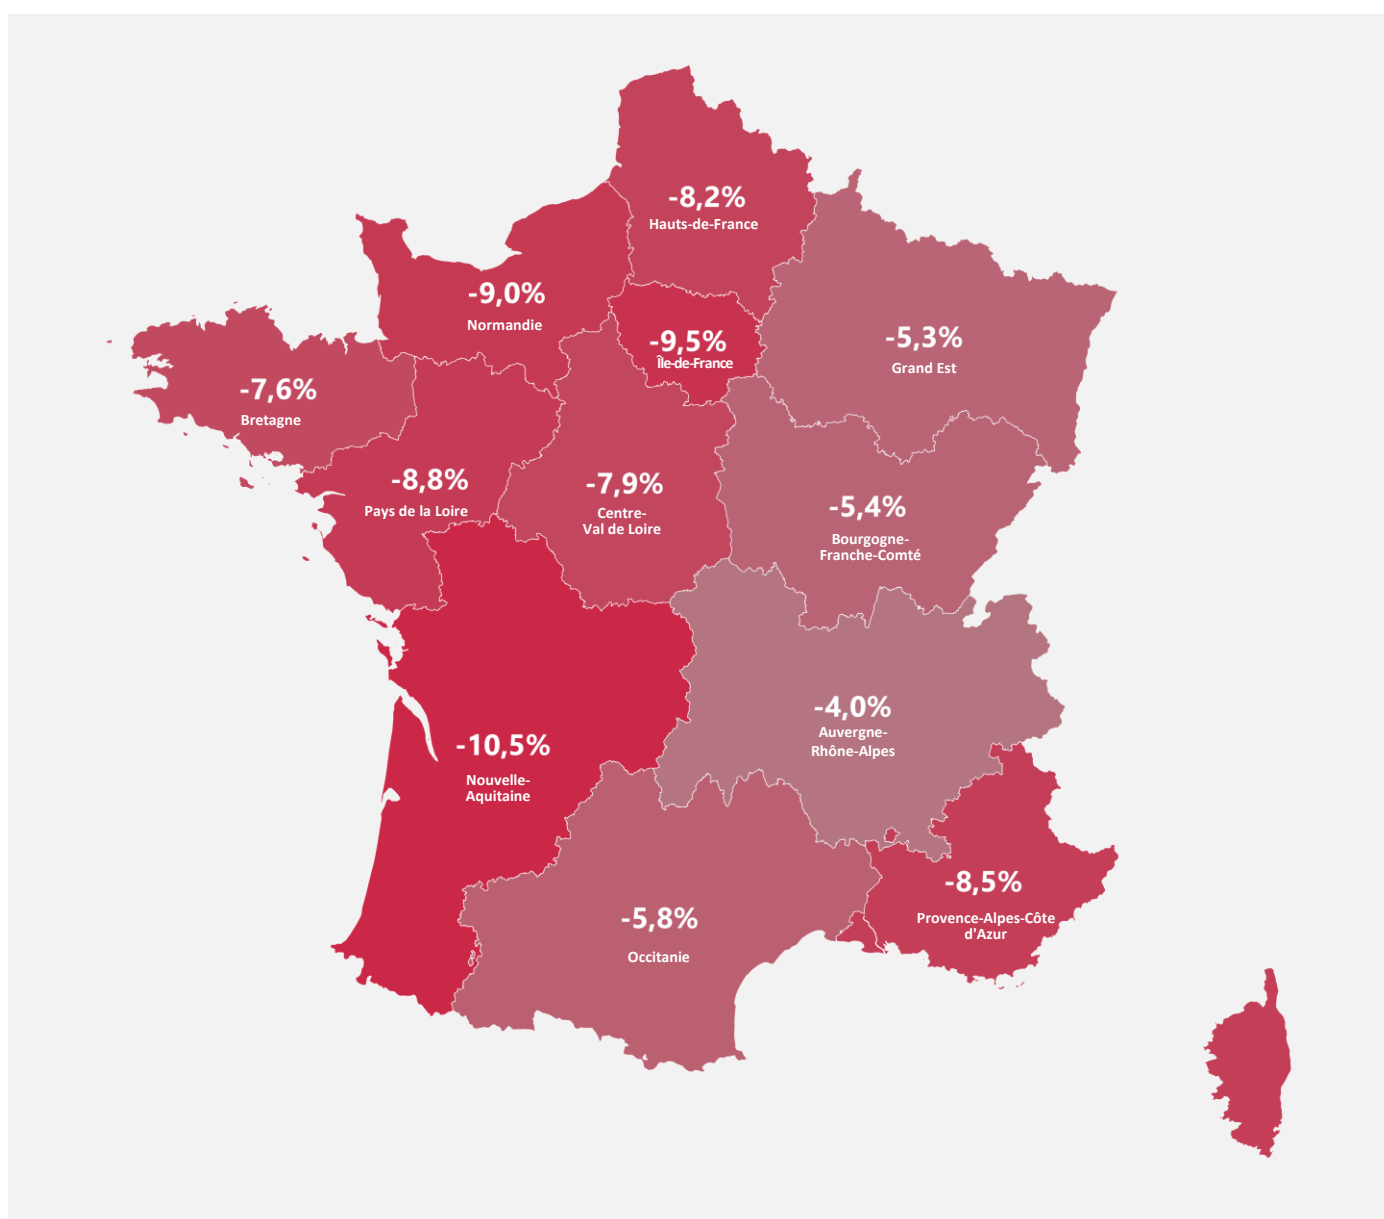 -8,2%
Hauts-de-France
-9,0%
Normandie
-9,5%
Île-de-France
-5,3%
Grand Est
-7,6%
Bretagne
-8,8%
Pays de la Loire
-7,9%
Centre-
Val de Loire
-5,4%
Bourgogne-
Franche-Comté
-4,0%
Auvergne-
Rhône-Alpes
-10,5%
Nouvelle-
Aquitaine
-8,5%
Provence-Alpes-Côte
d'Azur
-5,8%
Occitanie